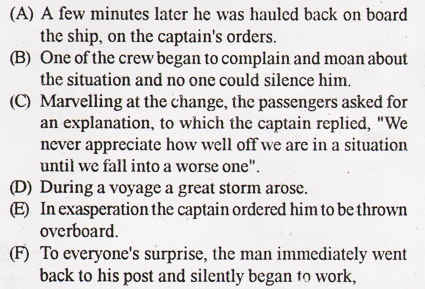 (A) A few minutes later he was hauled back on board
the ship, on the captain's orders.
(B) One of the crew began to complain and moan about
the situation and no one could silence him.
(C) Marvelling at the change, the passengers asked for
an explanation, to which the captain replied, "We
never appreciate how well off we are in a situation
until we fall into a worse one".
(D) During a voyage a great storm arose.
(E) In exasperation the captain ordered him to be thrown
overboard.
(F) To everyone's surprise, the man immediately went
back to his post and silently began to work,